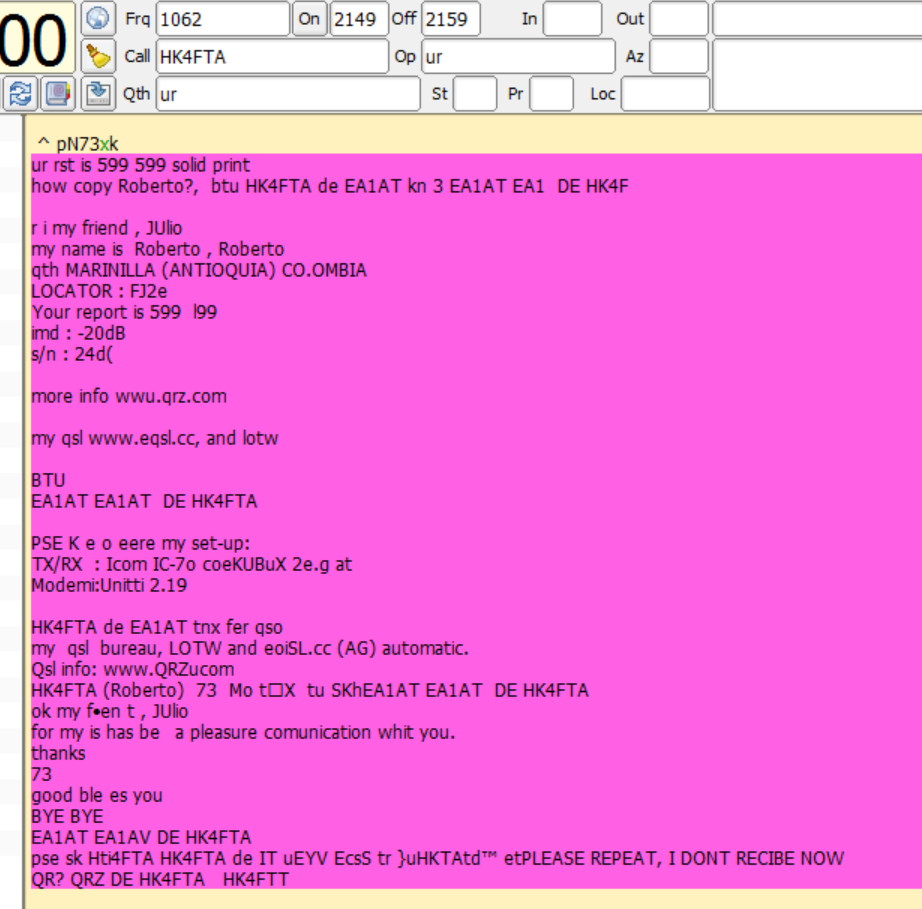 00 Frq 1062 On 2149 Off 2159 In Out
Call HK4FTA Op ur Az
Qth ur St Pr Loc
^ pN73xk
ur rst is 599 599 solid print
how copy Roberto?,  btu HK4FTA de EA1AT kn 3 EA1AT EA1  DE HK4F
r i my friend , JUlio
my name is  Roberto , Roberto
qth MARINILLA (ANTIOQUIA) CO.OMBIA
LOCATOR : FJ2e
Your report is 599  l99
imd : -20dB
s/n : 24d(
more info wwu.qrz.com
my qsl www.eqsl.cc, and lotw
BTU
EA1AT EA1AT  DE HK4FTA
PSE K e o eere my set-up:
TX/RX  : Icom IC-7o coeKUBuX 2e.g at
Modemi:Unitti 2.19
HK4FTA de EA1AT tnx fer qso
my  qsl  bureau, LOTW and eoiSL.cc (AG) automatic.
Qsl info: www.QRZucom
HK4FTA (Roberto)  73  Mo t□X  tu SKhEA1AT EA1AT  DE HK4FTA
ok my f•en t , JUlio
for my is has be   a pleasure comunication whit you.
thanks
73
good ble es you
BYE BYE
EA1AT EA1AV DE HK4FTA
pse sk Hti4FTA HK4FTA de IT uEYV EcsS tr }uHKTAtd™ etPLEASE REPEAT, I DONT RECIBE NOW
QR? QRZ DE HK4FTA   HK4FTT